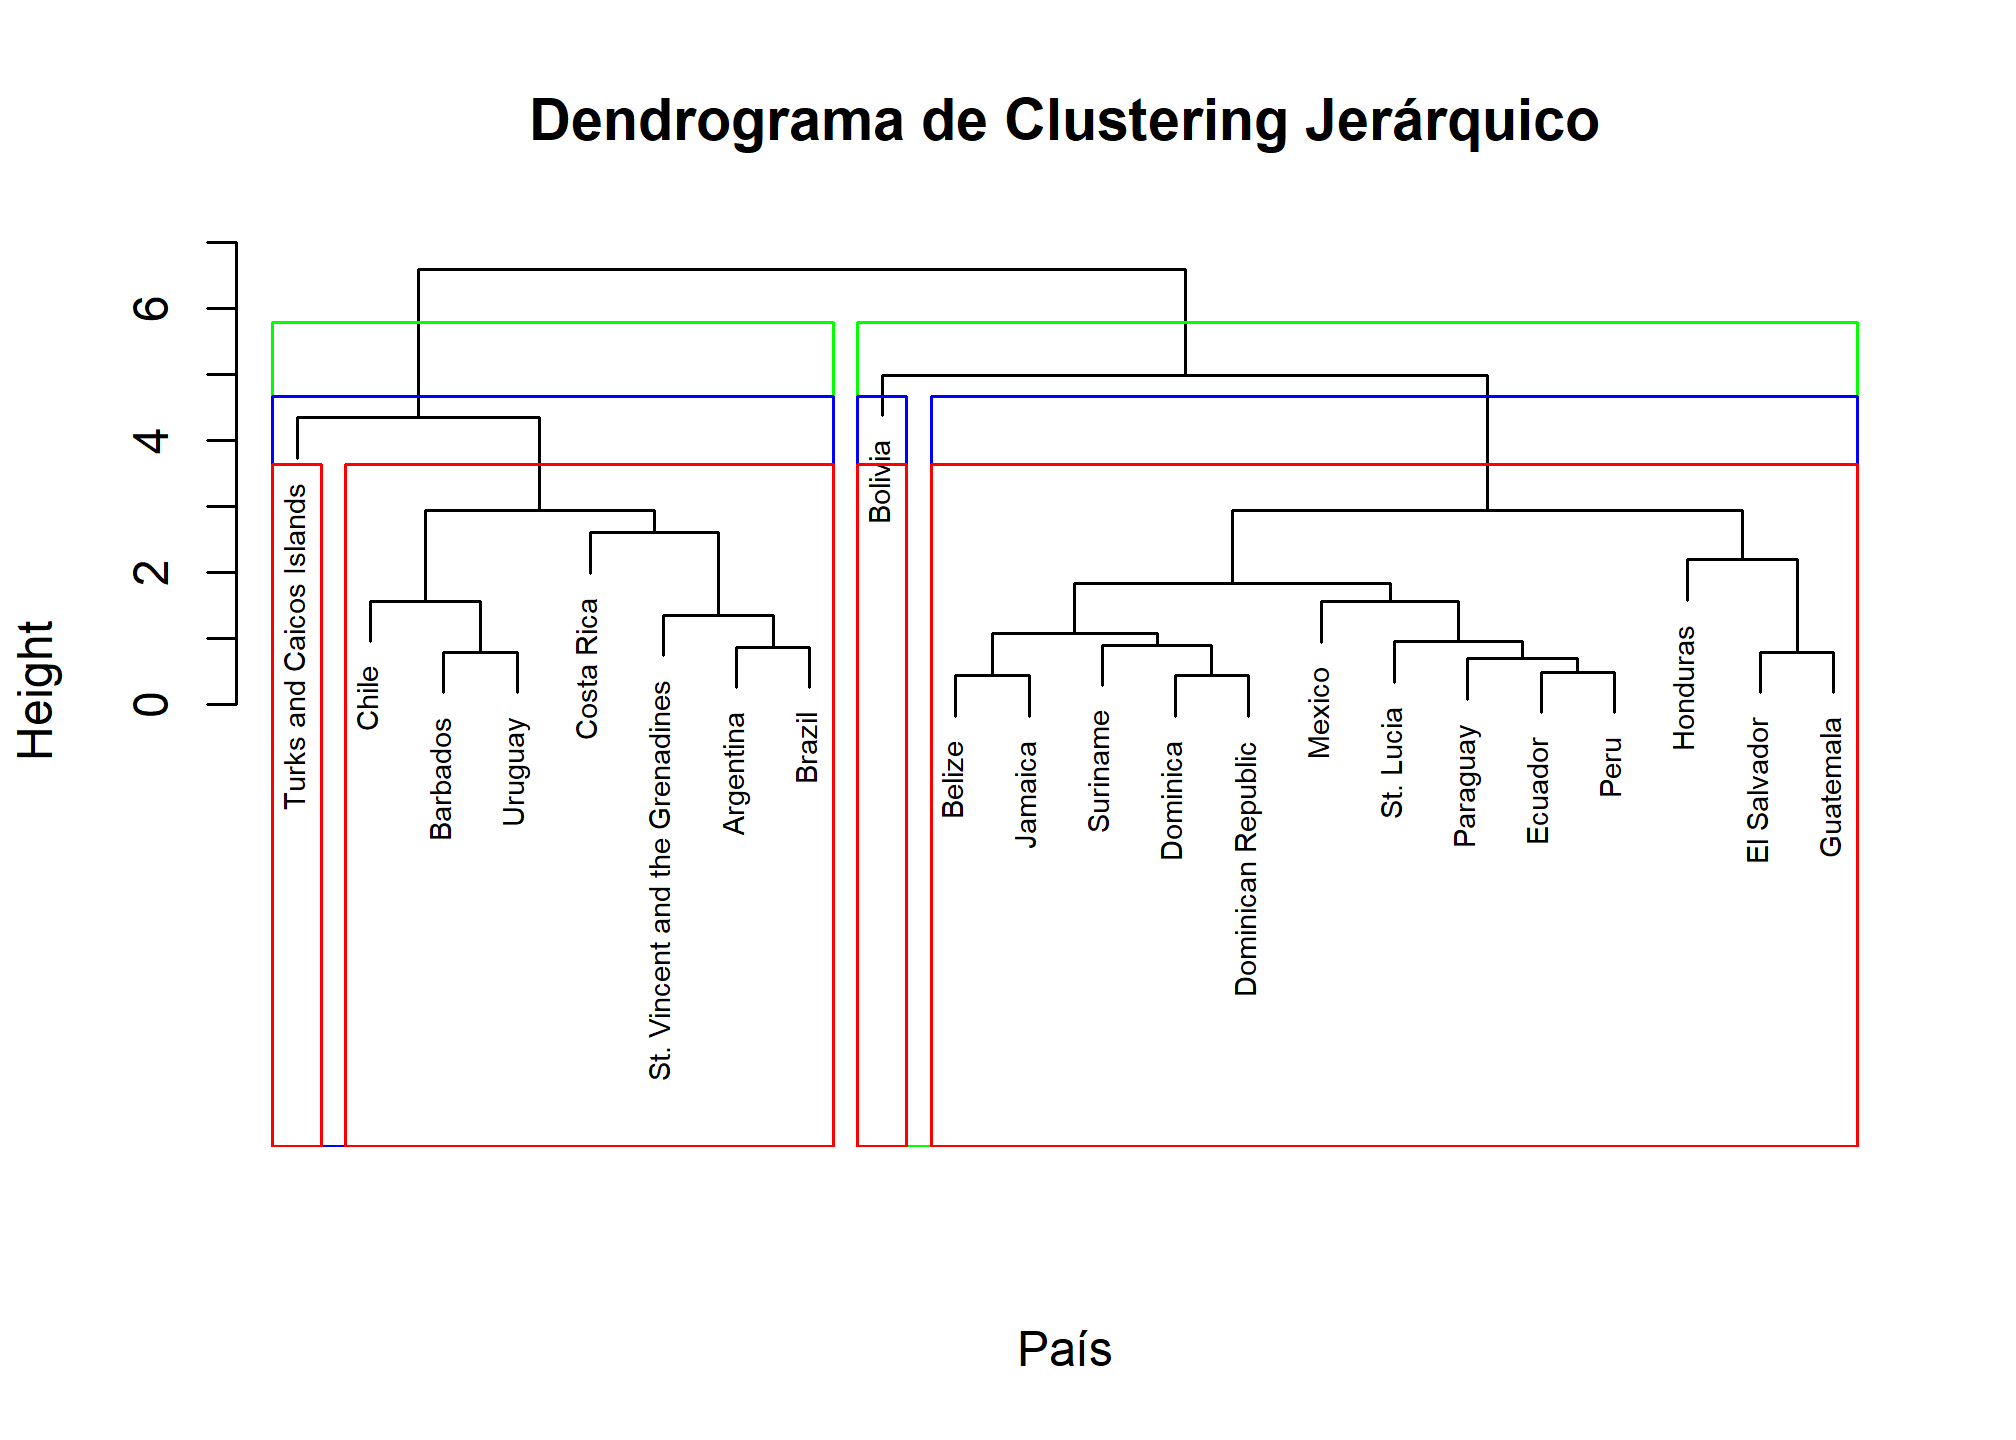 Dendrograma de Clustering Jerárquico
Height
6
4
2
0
Turks and Caicos Islands
Chile
Barbados
Uruguay
Costa Rica
St. Vincent and the Grenadines
Argentina
Brazil
Bolivia
Belize
Jamaica
Suriname
Dominica
Dominican Republic
Mexico
St. Lucia
Paraguay
Ecuador
Peru
Honduras
El Salvador
Guatemala
País